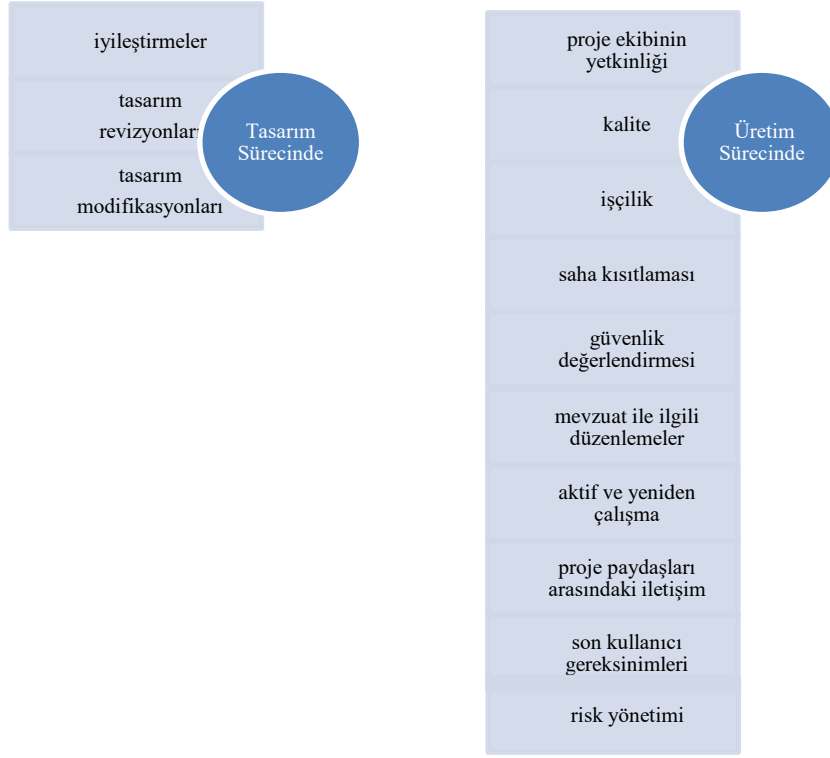 iyileştirmeler
tasarım
revizyonları
tasarım
modifikasyonları
Tasarım
Sürecinde
proje ekibinin
yetkinliği
kalite
işçilik
saha kısıtlaması
güvenlik
değerlendirmesi
mevzuat ile ilgili
düzenlemeler
aktif ve yeniden
çalışma
proje paydaşları
arasındaki iletişim
son kullanıcı
gereksinimleri
risk yönetimi
Üretim
Sürecinde